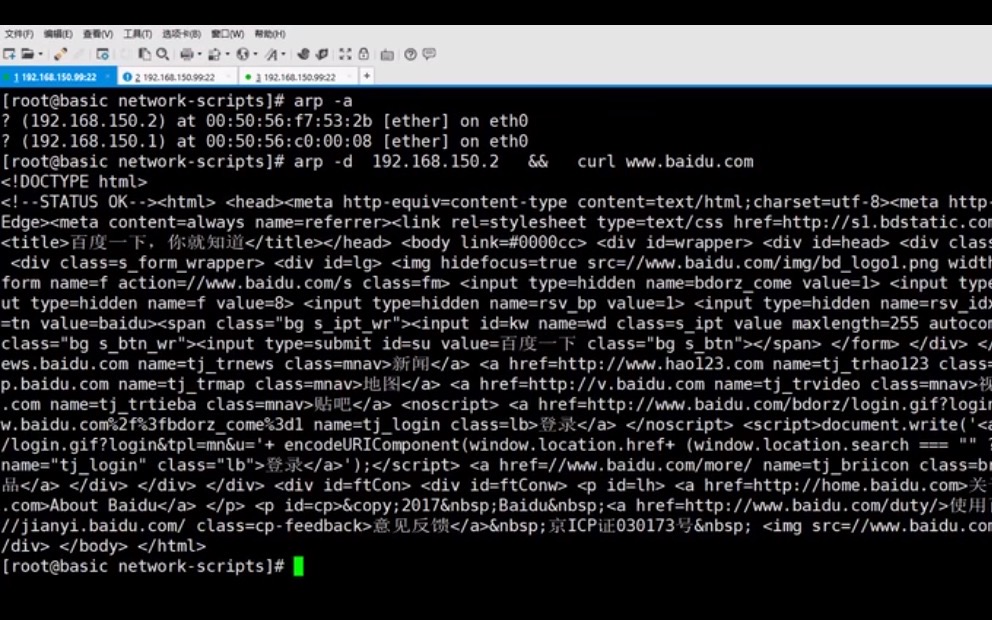 文件(F) 编辑(E) 查看(V) 工具(T) 选项卡(B) 窗口(W) 帮助(H)
1 192.168.150.99:22 2 192.168.150.99:22 3 192.168.150.99:22 +
[root@basic network-scripts]# arp -a
? (192.168.150.2) at 00:50:56:f7:53:2b [ether] on eth0
? (192.168.150.1) at 00:50:56:c0:00:08 [ether] on eth0
[root@basic network-scripts]# arp -d  192.168.150.2   &&   curl www.baidu.com
<!DOCTYPE html>
<!--STATUS OK--><html> <head><meta http-equiv=content-type content=text/html;charset=utf-8><meta http-
Edge><meta content=always name=referrer><link rel=stylesheet type=text/css href=http://s1.bdstatic.com
<title>百度一下，你就知道</title></head> <body link=#0000cc> <div id=wrapper> <div id=head> <div clas
 <div class=s_form_wrapper> <div id=lg> <img hidefocus=true src=//www.baidu.com/img/bd_logo1.png width
form name=f action=//www.baidu.com/s class=fm> <input type=hidden name=bdorz_come value=1> <input type
ut type=hidden name=f value=8> <input type=hidden name=rsv_bp value=1> <input type=hidden name=rsv_idx
=tn value=baidu><span class="bg s_ipt_wr"><input id=kw name=wd class=s_ipt value maxlength=255 autocom
class="bg s_btn_wr"><input type=submit id=su value=百度一下 class="bg s_btn"></span> </form> </div> </
ews.baidu.com name=tj_trnews class=mnav>新闻</a> <a href=http://www.hao123.com name=tj_trhao123 class=
p.baidu.com name=tj_trmap class=mnav>地图</a> <a href=http://v.baidu.com name=tj_trvideo class=mnav>视
.com name=tj_trtieba class=mnav>贴吧</a> <noscript> <a href=http://www.baidu.com/bdorz/login.gif?login
w.baidu.com%2f%3fbdorz_come%3d1 name=tj_login class=lb>登录</a> </noscript> <script>document.write('<a
/login.gif?login&tpl=mn&u='+ encodeURIComponent(window.location.href+ (window.location.search === "" ?
name="tj_login" class="lb">登录</a>');</script> <a href=//www.baidu.com/more/ name=tj_briicon class=br
品</a> </div> </div> </div> <div id=ftCon> <div id=ftConw> <p id=lh> <a href=http://home.baidu.com>关于
.com>About Baidu</a> </p> <p id=cp>&copy;2017&nbsp;Baidu&nbsp;<a href=http://www.baidu.com/duty/>使用百
//jianyi.baidu.com/ class=cp-feedback>意见反馈</a>&nbsp;京ICP证030173号&nbsp; <img src=//www.baidu.com
/div> </body> </html>
[root@basic network-scripts]#